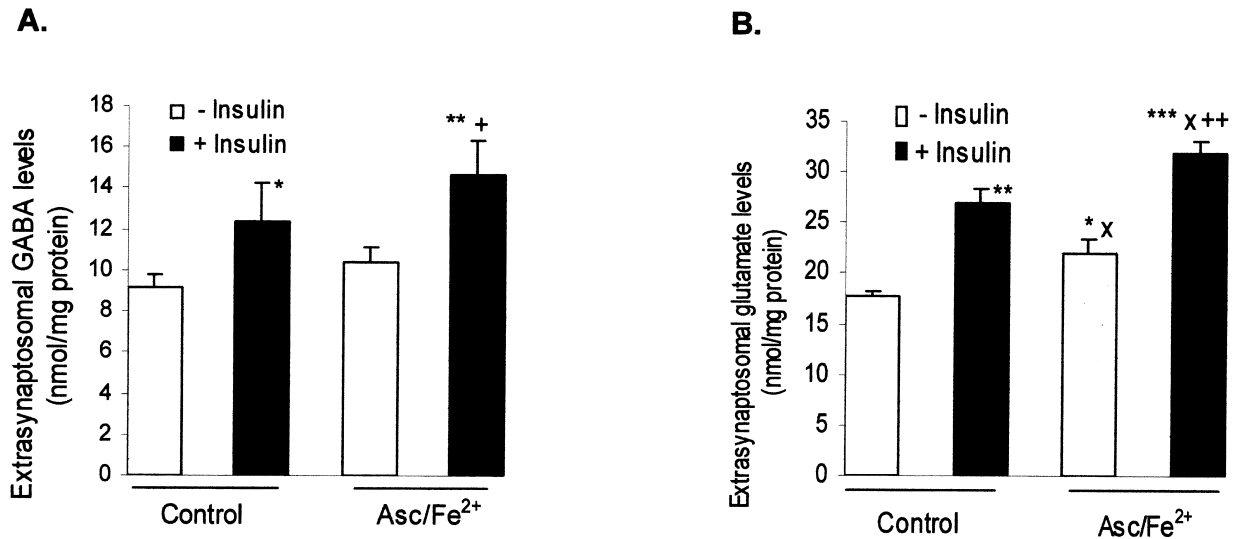 A.
Extrasynaptosomal GABA levels
(nmol/mg protein)
18
16
14
12
10
8
6
4
2
0
- Insulin
+ Insulin
*
** +
Control
Asc/Fe²⁺
B.
Extrasynaptosomal glutamate levels
(nmol/mg protein)
35
30
25
20
15
10
5
0
- Insulin
+ Insulin
**
* X
*** X ++
Control
Asc/Fe²⁺